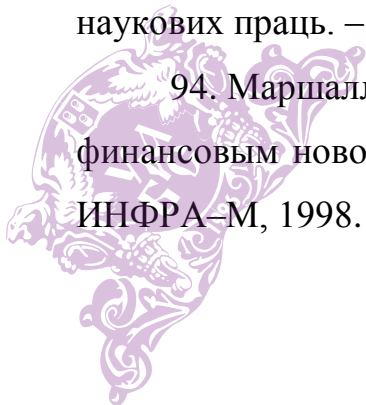 наукових праць. –
94. Маршалл
финансовым ново
ИНФРА–М, 1998.